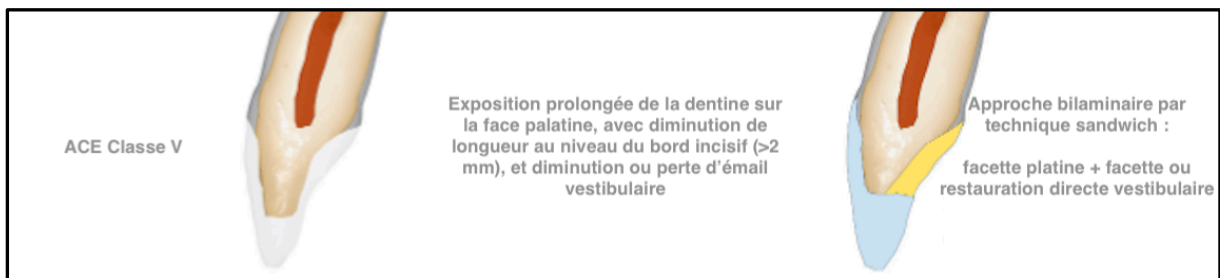 ACE Classe V
Exposition prolongée de la dentine sur
la face palatine, avec diminution de
longueur au niveau du bord incisif (>2
mm), et diminution ou perte d'émail
vestibulaire
Approche bilaminaire par
technique sandwich :
facette platine + facette ou
restauration directe vestibulaire